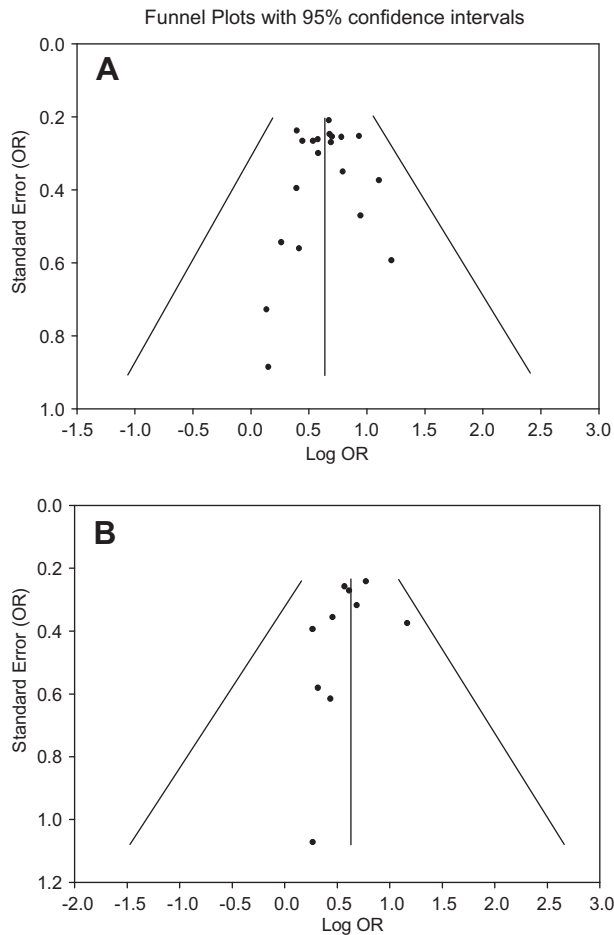 Funnel Plots with 95% confidence intervals
A
Standard Error (OR)
0.0
0.2
0.4
0.6
0.8
1.0
-1.5 -1.0 -0.5 0.0 0.5 1.0 1.5 2.0 2.5 3.0
Log OR
B
Standard Error (OR)
0.0
0.2
0.4
0.6
0.8
1.0
1.2
-2.0 -1.5 -1.0 -0.5 0.0 0.5 1.0 1.5 2.0 2.5 3.0
Log OR